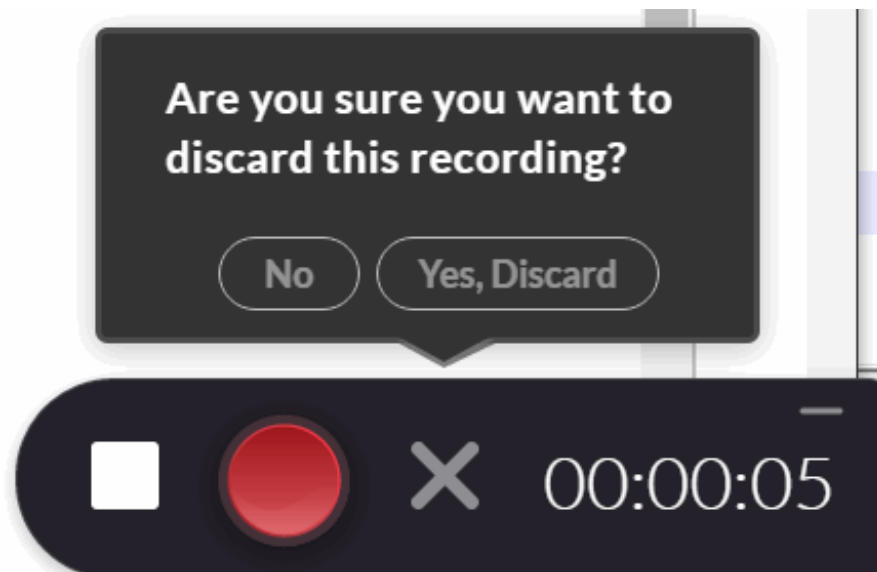 Are you sure you want to
discard this recording?
No
Yes, Discard
00:00:05